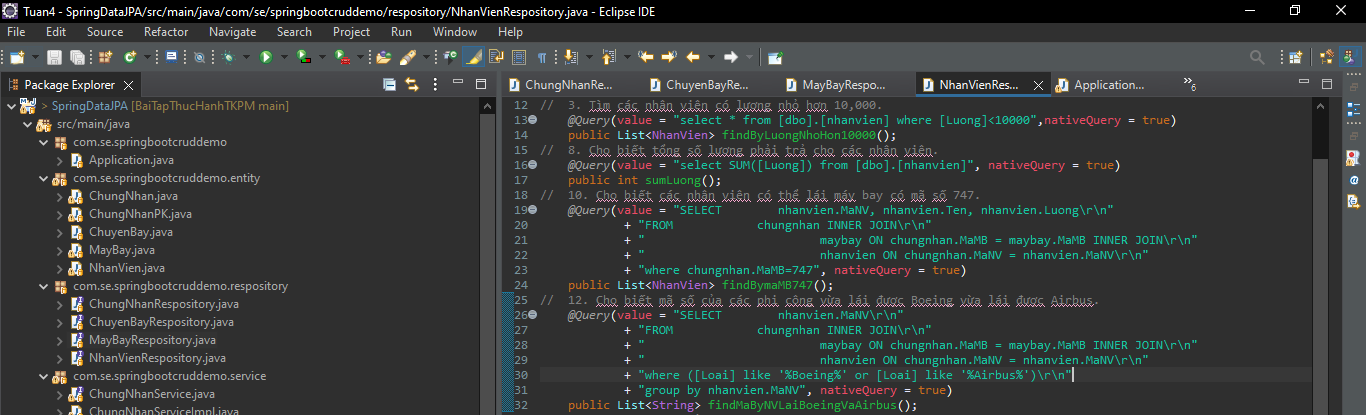 Tuan4 - SpringDataJPA/src/main/java/com/se/springbootcruddemo/respository/NhanVienRespository.java - Eclipse IDE
File Edit Source Refactor Navigate Search Project Run Window Help
Package Explorer
> SpringDataJPA [BaiTapThucHanhTKPM main]
src/main/java
com.se.springbootcruddemo
Application.java
com.se.springbootcruddemo.entity
ChungNhan.java
ChungNhanPK.java
ChuyenBay.java
MayBay.java
NhanVien.java
com.se.springbootcruddemo.respository
ChungNhanRespository.java
ChuyenBayRespository.java
MayBayRespository.java
NhanVienRespository.java
com.se.springbootcruddemo.service
ChungNhanService.java
ChungNhanServiceImpl.java
ChungNhanRe... ChuyenBayRe... MayBayRespo... NhanVienRes... Application.... »6
12 // 3. Tìm các nhân viên có lương nhỏ hơn 10,000.
13 @Query(value = "select * from [dbo].[nhanvien] where [Luong]<10000",nativeQuery = true)
14 public List<NhanVien> findByLuongNhoHon10000();
15 // 8. Cho biết tổng số lương phải trả cho các nhân viên.
16 @Query(value = "select SUM([Luong]) from [dbo].[nhanvien]", nativeQuery = true)
17 public int sumLuong();
18 // 10. Cho biết các nhân viên có thể lái máy bay có mã số 747.
19 @Query(value = "SELECT nhanvien.MaNV, nhanvien.Ten, nhanvien.Luong\r\n"
20 + "FROM chungnhan INNER JOIN\r\n"
21 + " maybay ON chungnhan.MaMB = maybay.MaMB INNER JOIN\r\n"
22 + " nhanvien ON chungnhan.MaNV = nhanvien.MaNV\r\n"
23 + "where chungnhan.MaMB=747", nativeQuery = true)
24 public List<NhanVien> findBymaMB747();
25 // 12. Cho biết mã số của các phi công vừa lái được Boeing vừa lái được Airbus.
26 @Query(value = "SELECT nhanvien.MaNV\r\n"
27 + "FROM chungnhan INNER JOIN\r\n"
28 + " maybay ON chungnhan.MaMB = maybay.MaMB INNER JOIN\r\n"
29 + " nhanvien ON chungnhan.MaNV = nhanvien.MaNV\r\n"
30 + "where ([Loai] like '%Boeing%' or [Loai] like '%Airbus%')\r\n"
31 + "group by nhanvien.MaNV", nativeQuery = true)
32 public List<String> findMaByNVLaiBoeingVaAirbus();